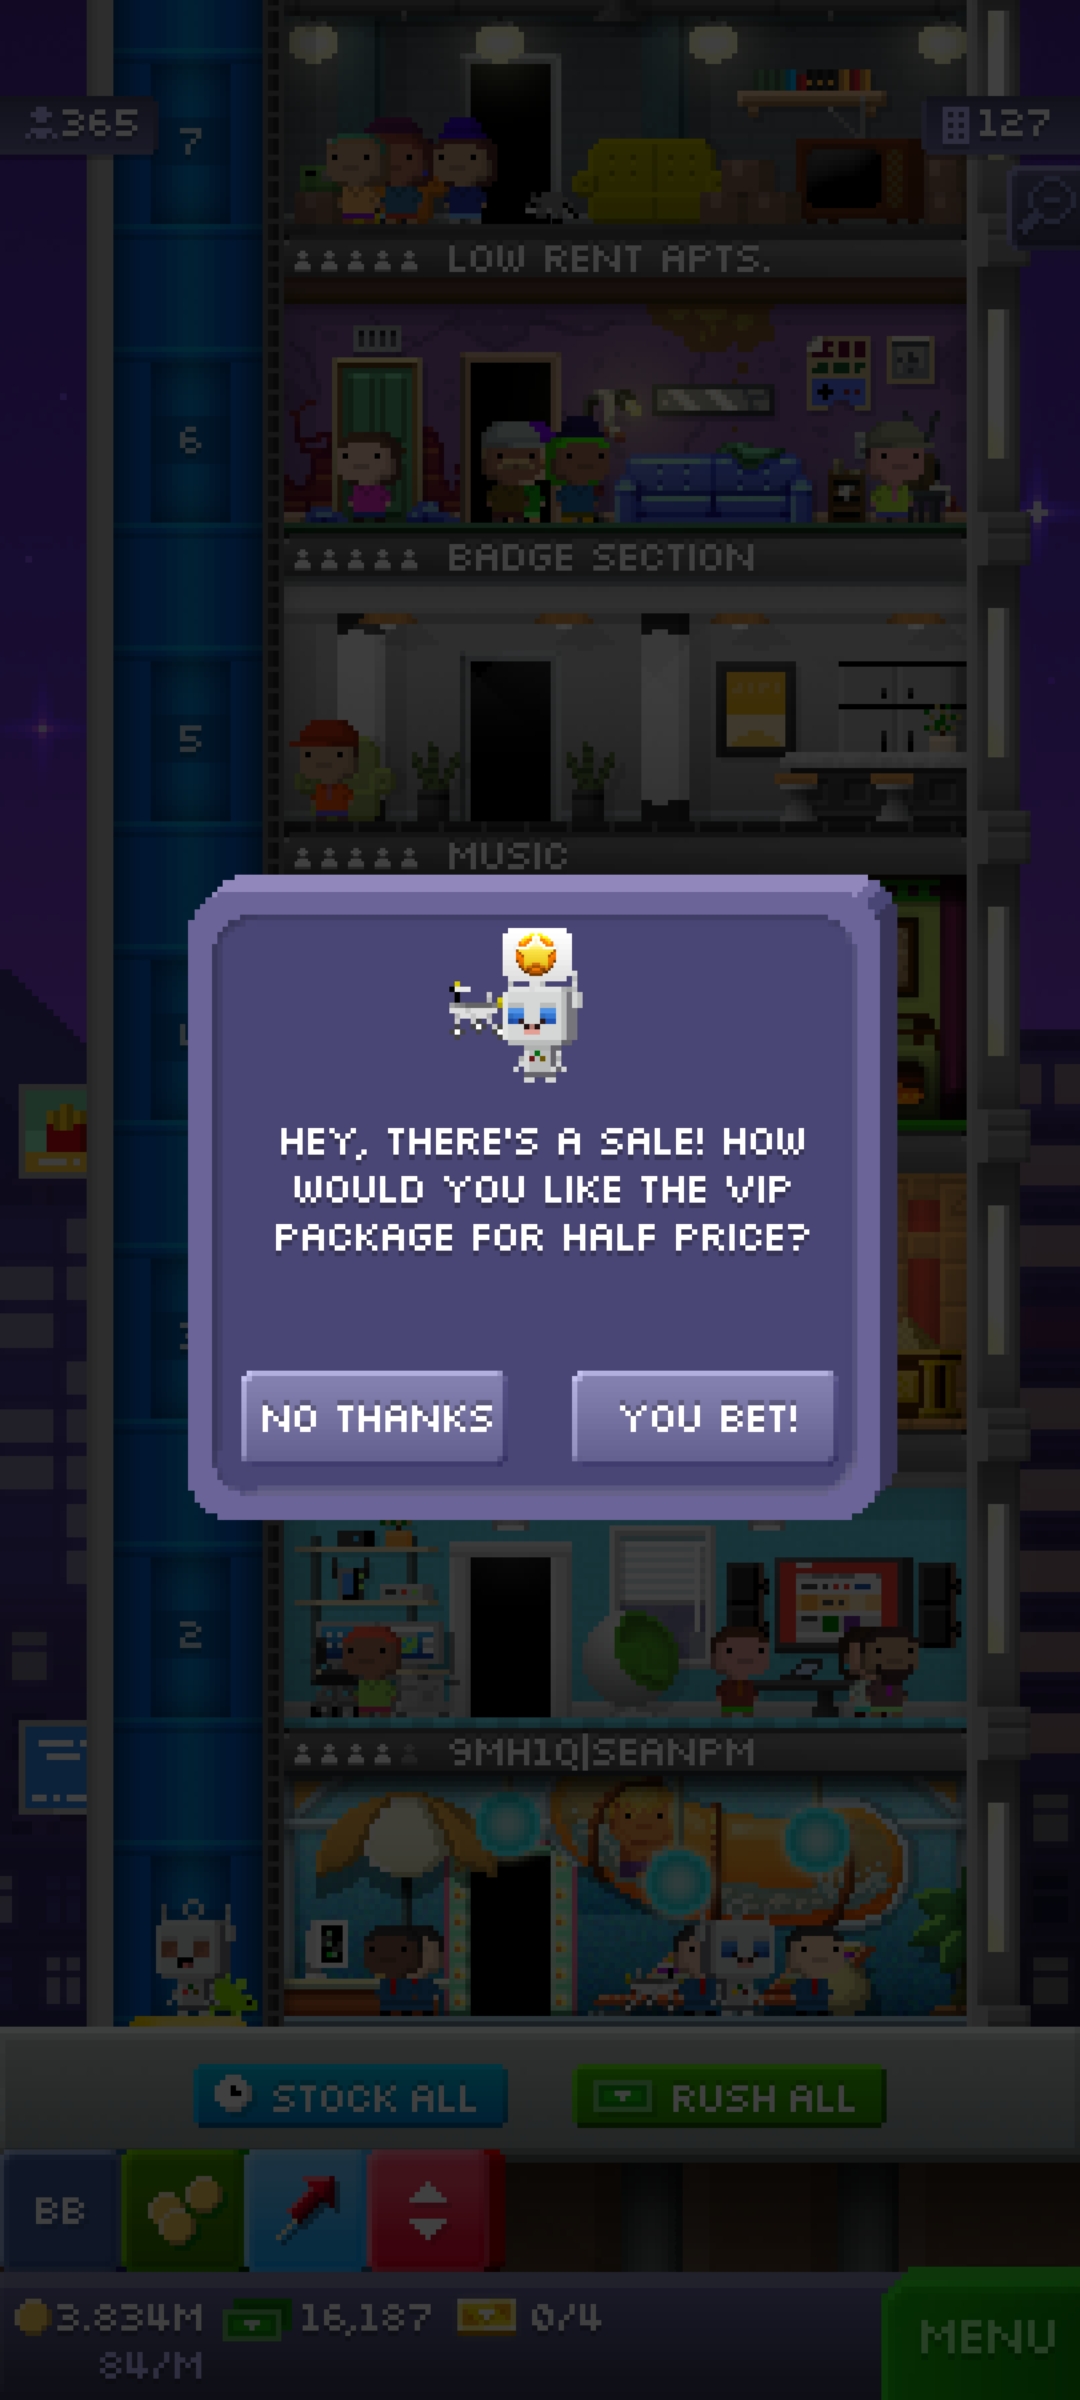 365
7
127
LOW RENT APTS.
6
BADGE SECTION
5
MUSIC
HEY, THERE'S A SALE! HOW
WOULD YOU LIKE THE VIP
PACKAGE FOR HALF PRICE?
NO THANKS
YOU BET!
2
9MH1Q|SEANPM
STOCK ALL
RUSH ALL
BB
3.834M
16,187
0/4
84/M
MENU